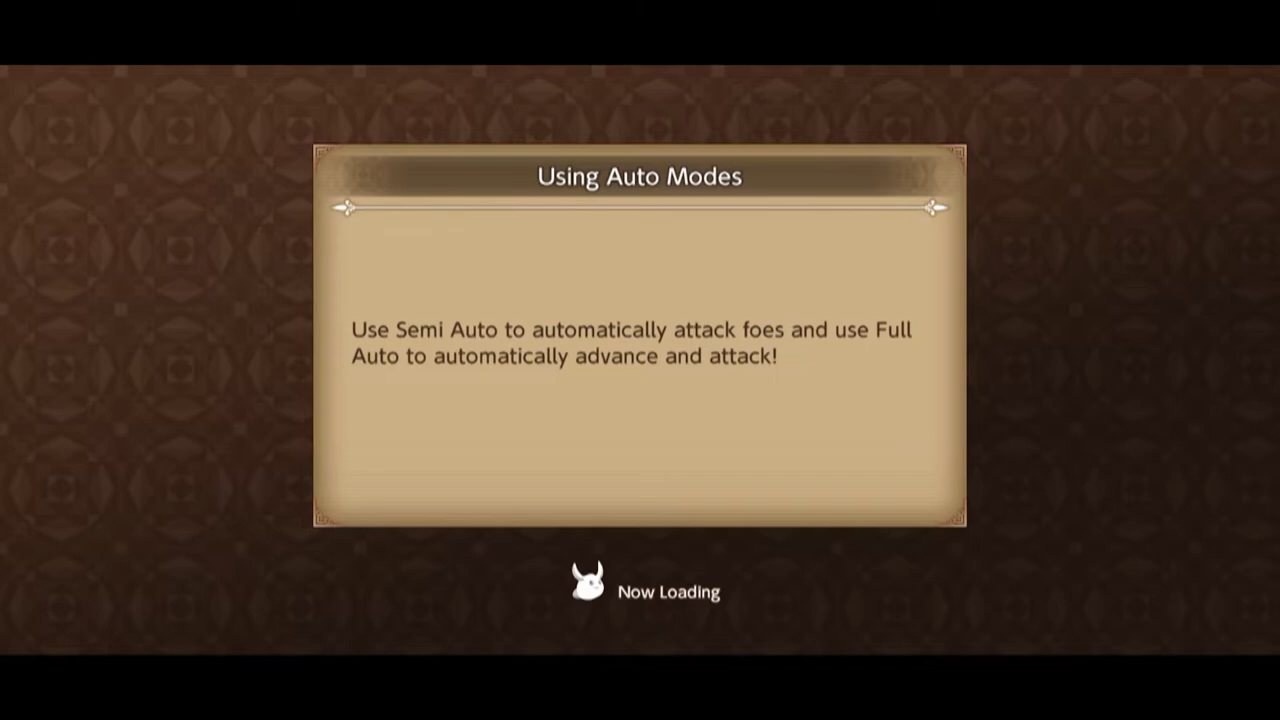 Using Auto Modes
Use Semi Auto to automatically attack foes and use Full
Auto to automatically advance and attack!
Now Loading